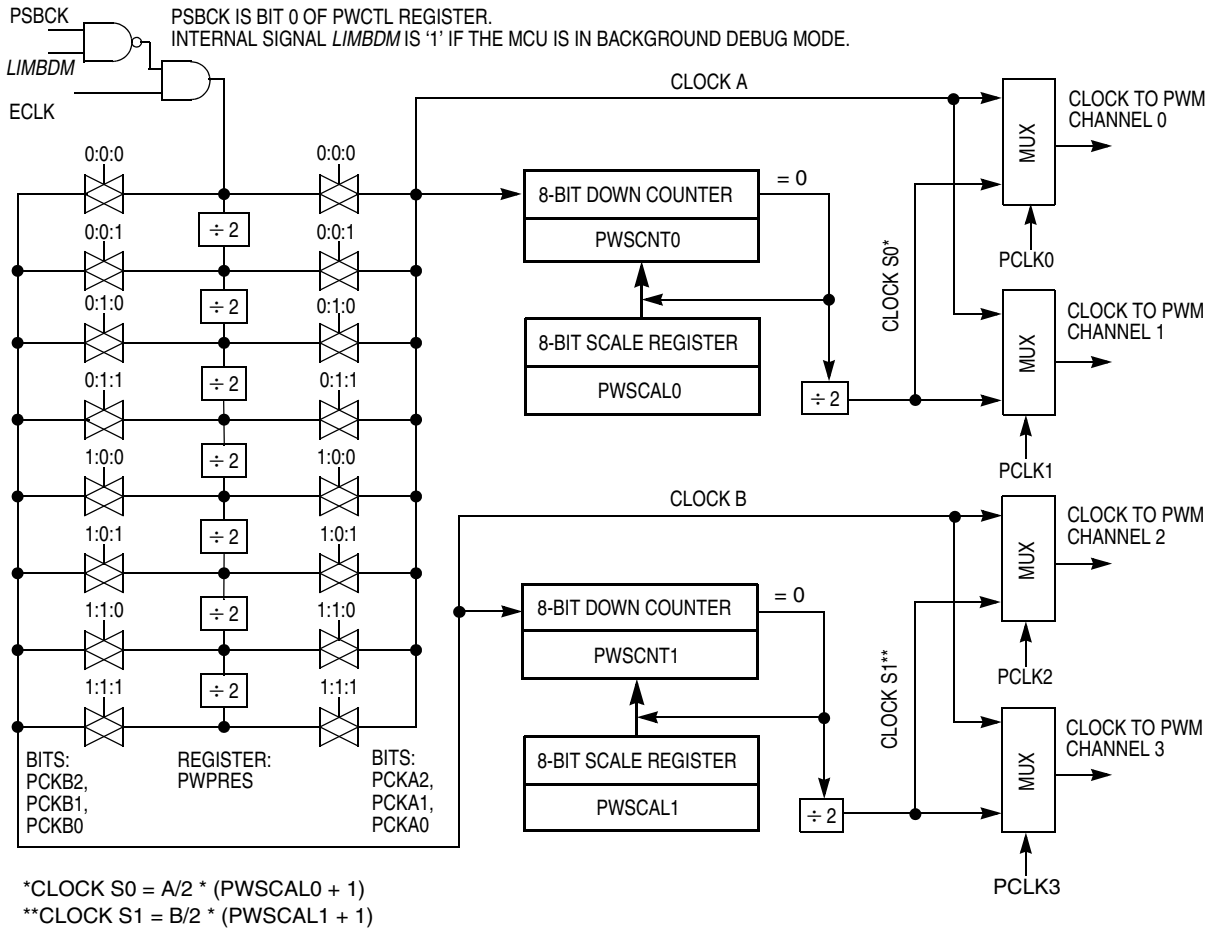 PSBCK
PSBCK IS BIT 0 OF PWCTL REGISTER.
INTERNAL SIGNAL LIMBDM IS ‘1’ IF THE MCU IS IN BACKGROUND DEBUG MODE.
LIMBDM
ECLK
CLOCK A
MUX
CLOCK TO PWM
CHANNEL 0
0:0:0
0:0:0
8-BIT DOWN COUNTER
= 0
PWSCNT0
÷ 2
0:0:1
0:0:1
CLOCK S0*
PCLK0
÷ 2
0:1:0
0:1:0
8-BIT SCALE REGISTER
PWSCAL0
÷ 2
MUX
CLOCK TO PWM
CHANNEL 1
÷ 2
0:1:1
0:1:1
PCLK1
÷ 2
1:0:0
1:0:0
CLOCK B
MUX
CLOCK TO PWM
CHANNEL 2
÷ 2
1:0:1
1:0:1
8-BIT DOWN COUNTER
= 0
PWSCNT1
÷ 2
1:1:0
1:1:0
CLOCK S1**
PCLK2
÷ 2
1:1:1
1:1:1
8-BIT SCALE REGISTER
PWSCAL1
÷ 2
MUX
CLOCK TO PWM
CHANNEL 3
PCLK3
BITS:
PCKB2,
PCKB1,
PCKB0
REGISTER:
PWPRES
BITS:
PCKA2,
PCKA1,
PCKA0
*CLOCK S0 = A/2 * (PWSCAL0 + 1)
**CLOCK S1 = B/2 * (PWSCAL1 + 1)